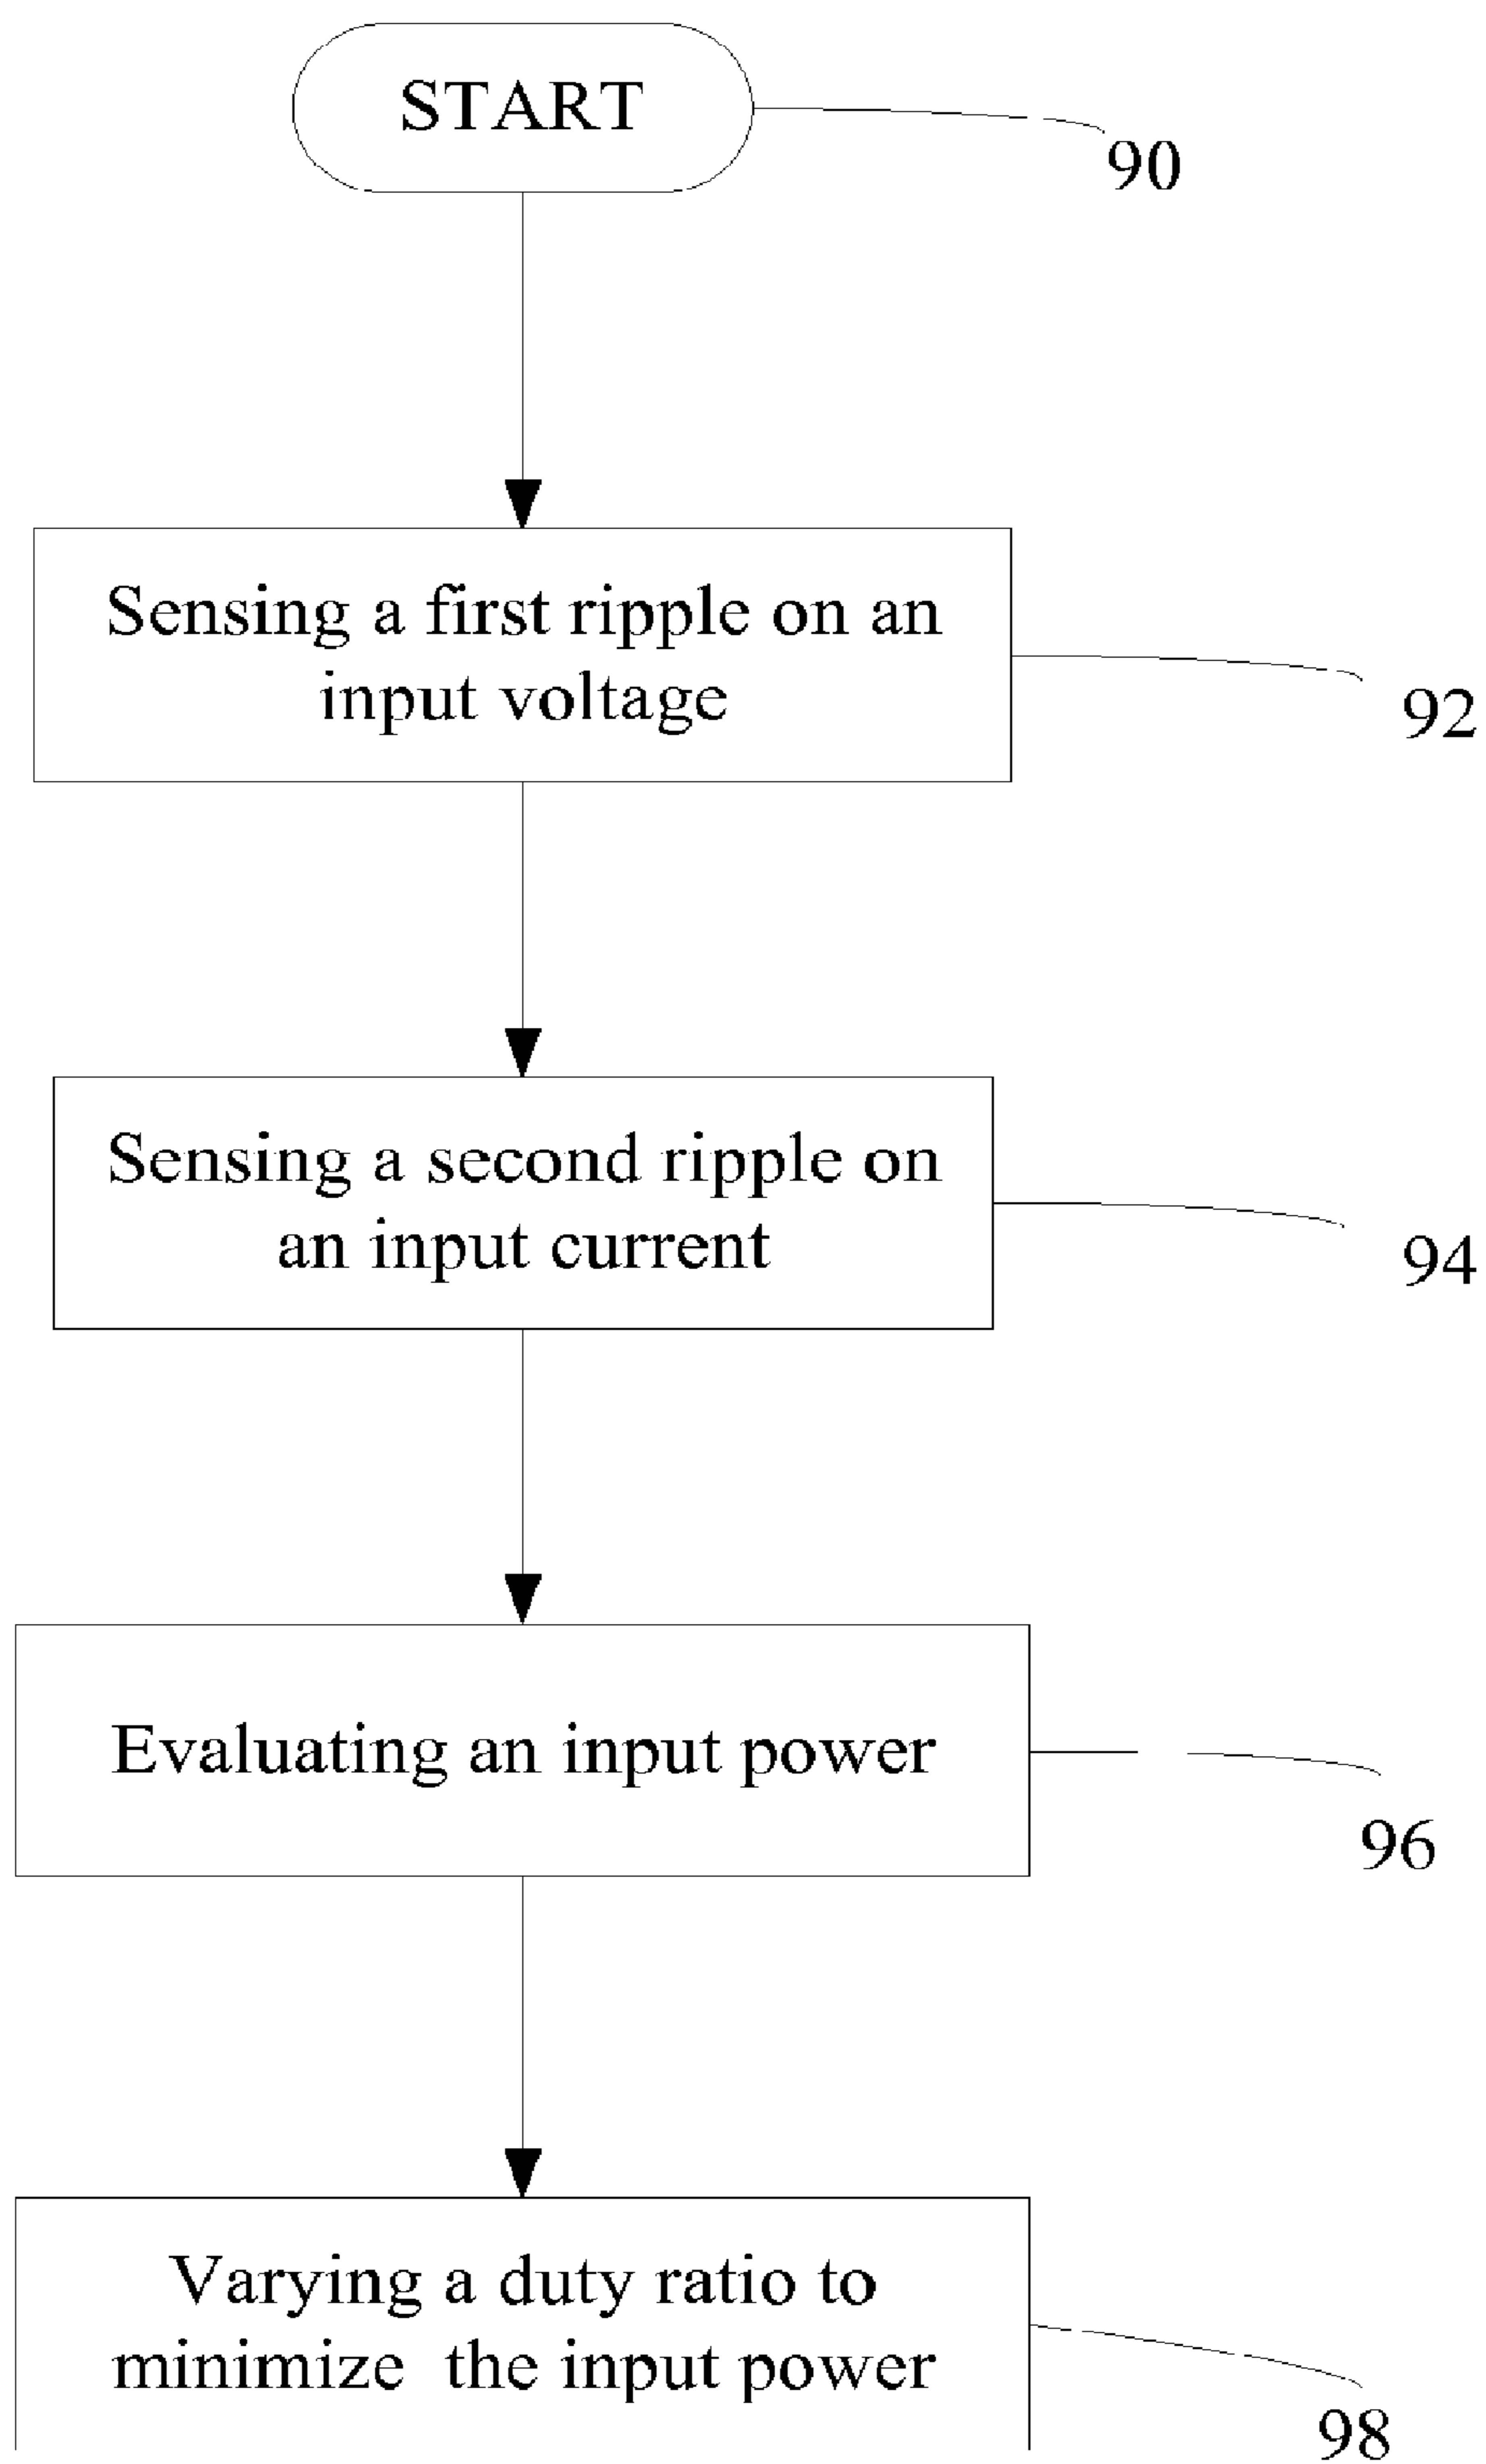 START
90
Sensing a first ripple on an
input voltage
92
Sensing a second ripple on
an input current
94
Evaluating an input power
96
Varying a duty ratio to
minimize the input power
98